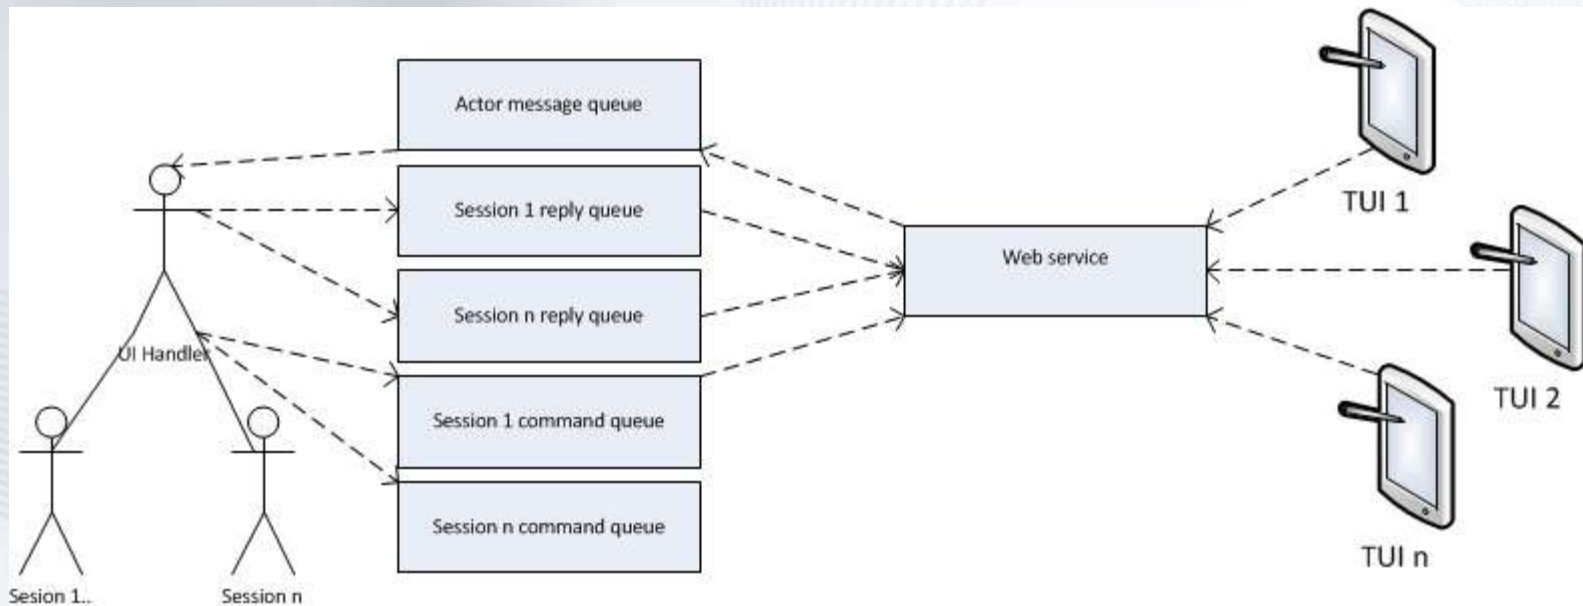 Actor message queue
Session 1 reply queue
Session n reply queue
Session 1 command queue
Session n command queue
UI Handler
Sesion 1..
Session n
Web service
TUI 1
TUI 2
TUI n